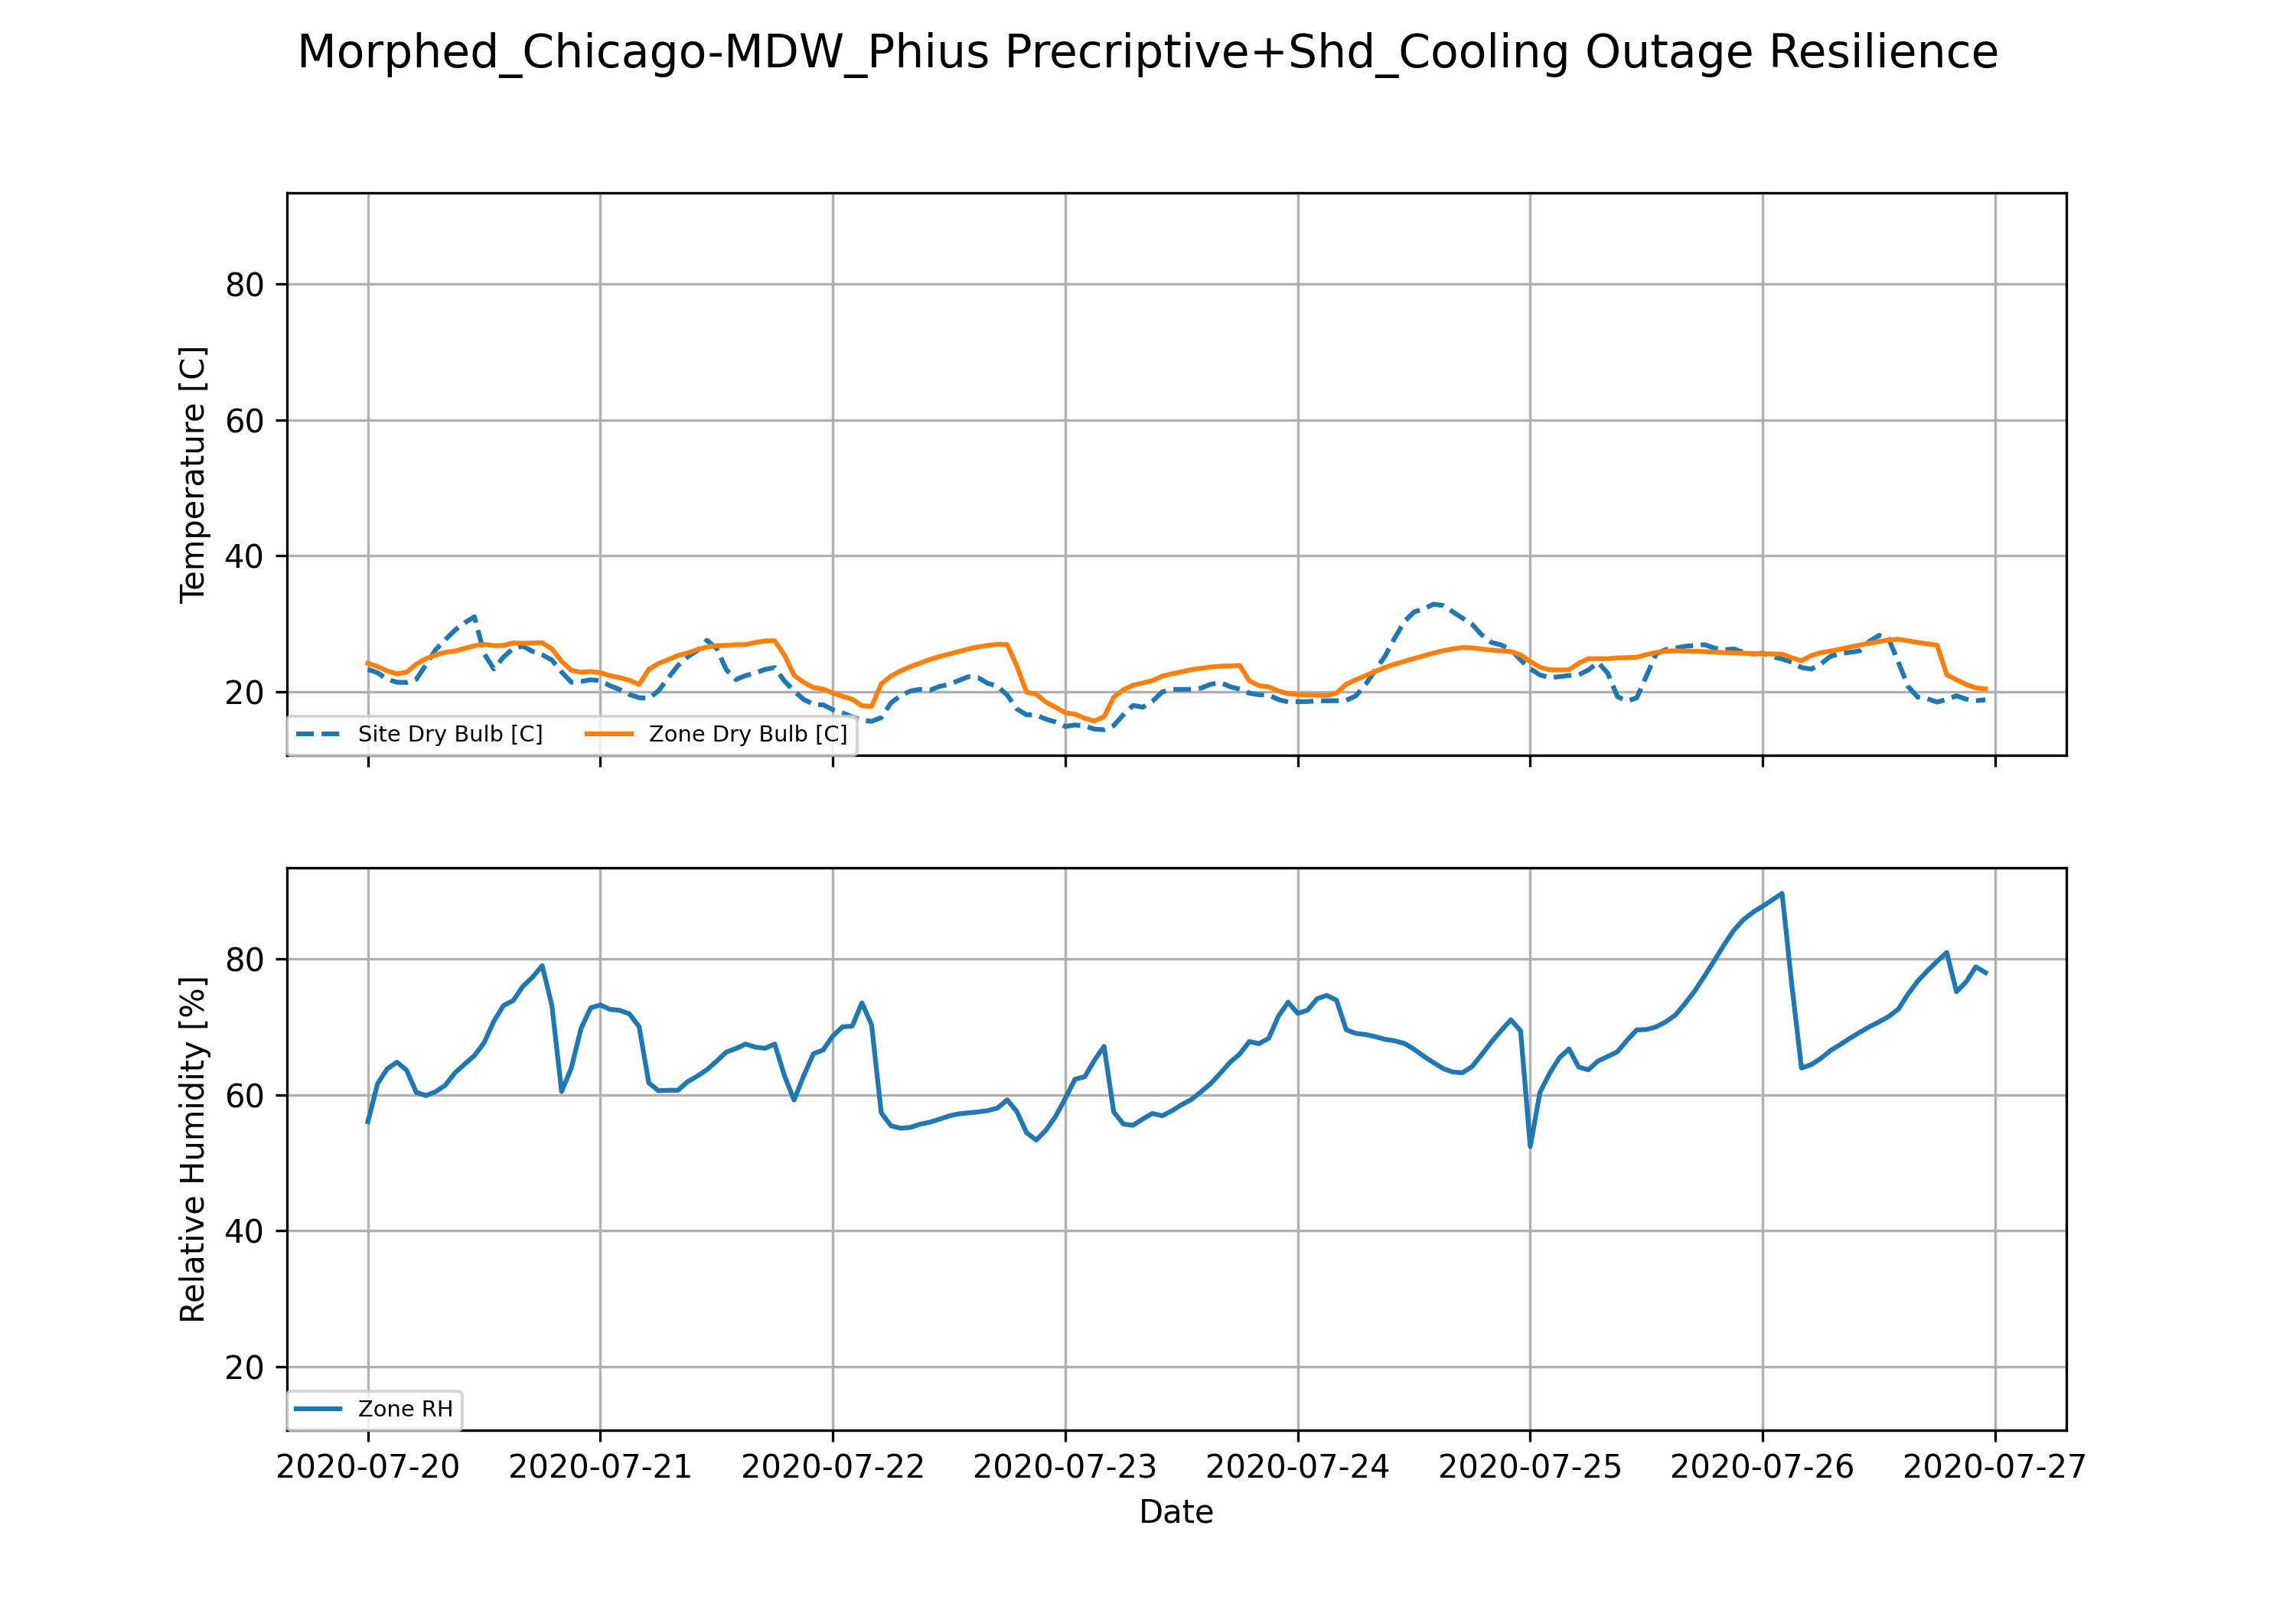 Morphed_Chicago-MDW_Phius Precriptive+Shd_Cooling Outage Resilience
80
60
40
20
Temperature [C]
Site Dry Bulb [C]
Zone Dry Bulb [C]
80
60
40
20
Relative Humidity [%]
Zone RH
2020-07-20
2020-07-21
2020-07-22
2020-07-23
2020-07-24
2020-07-25
2020-07-26
2020-07-27
Date